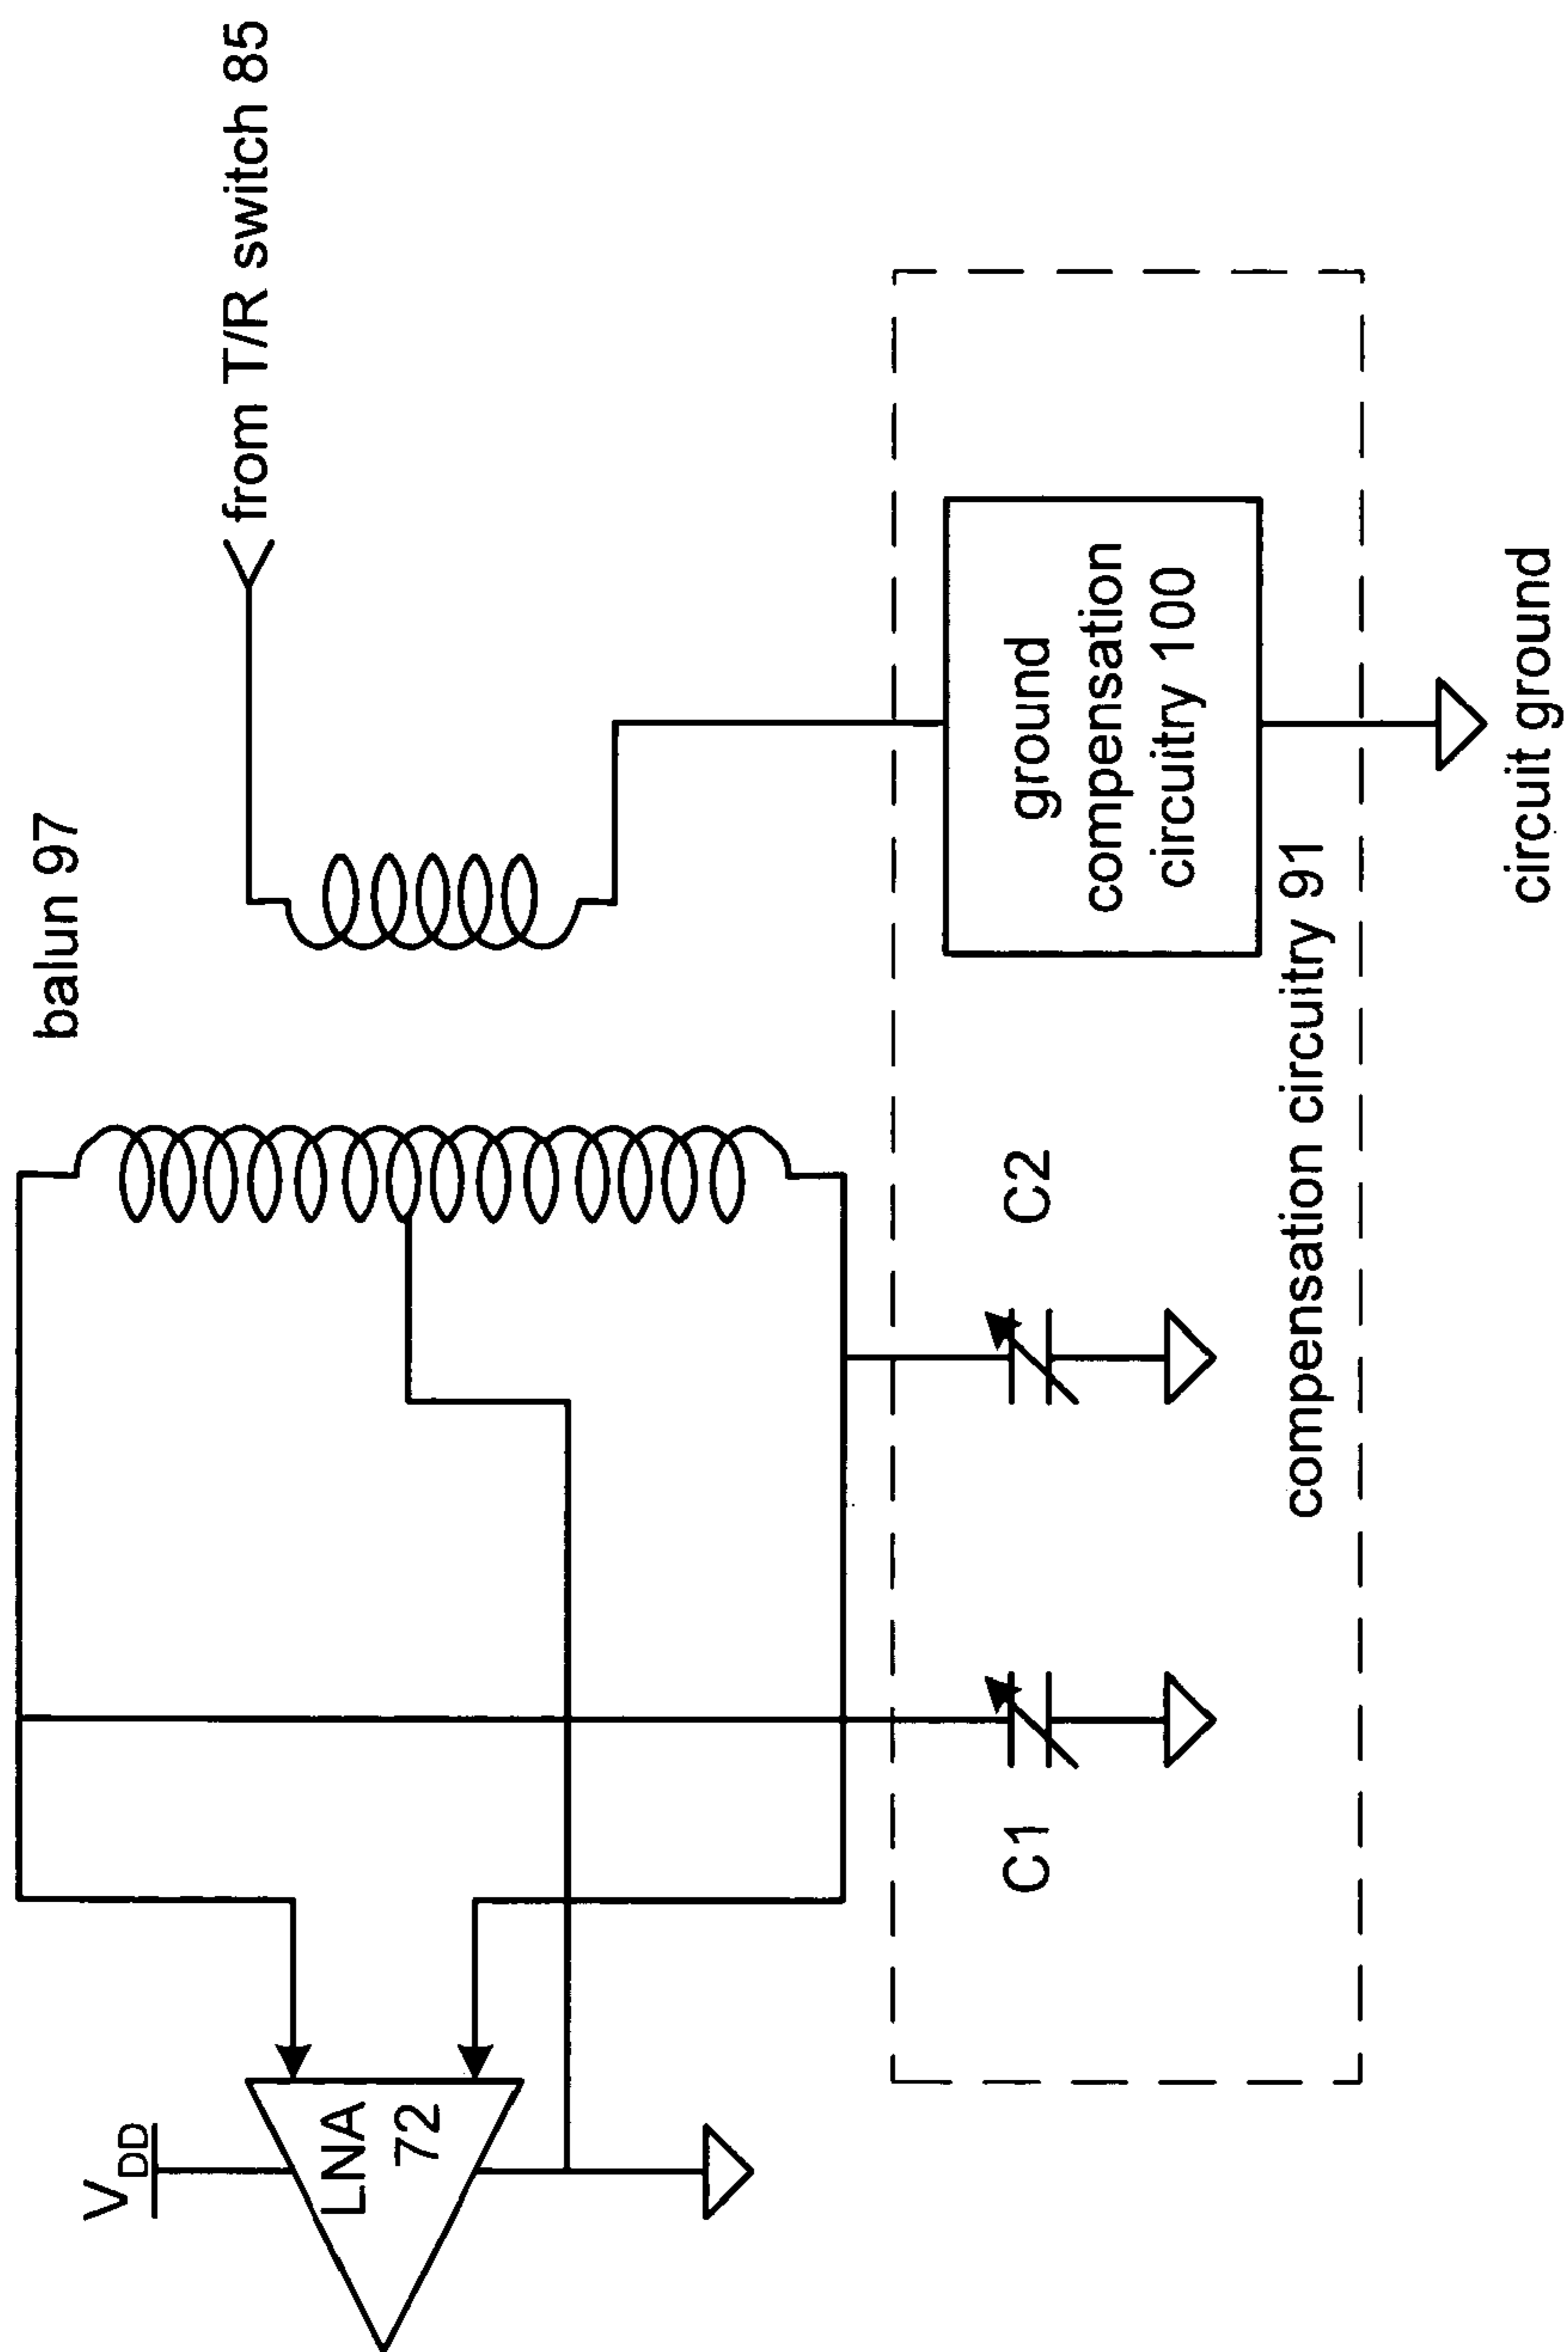 balun 97
from T/R switch 85
V_DD
LNA
72
C1
C2
ground
compensation
circuitry 100
compensation circuitry 91
circuit ground